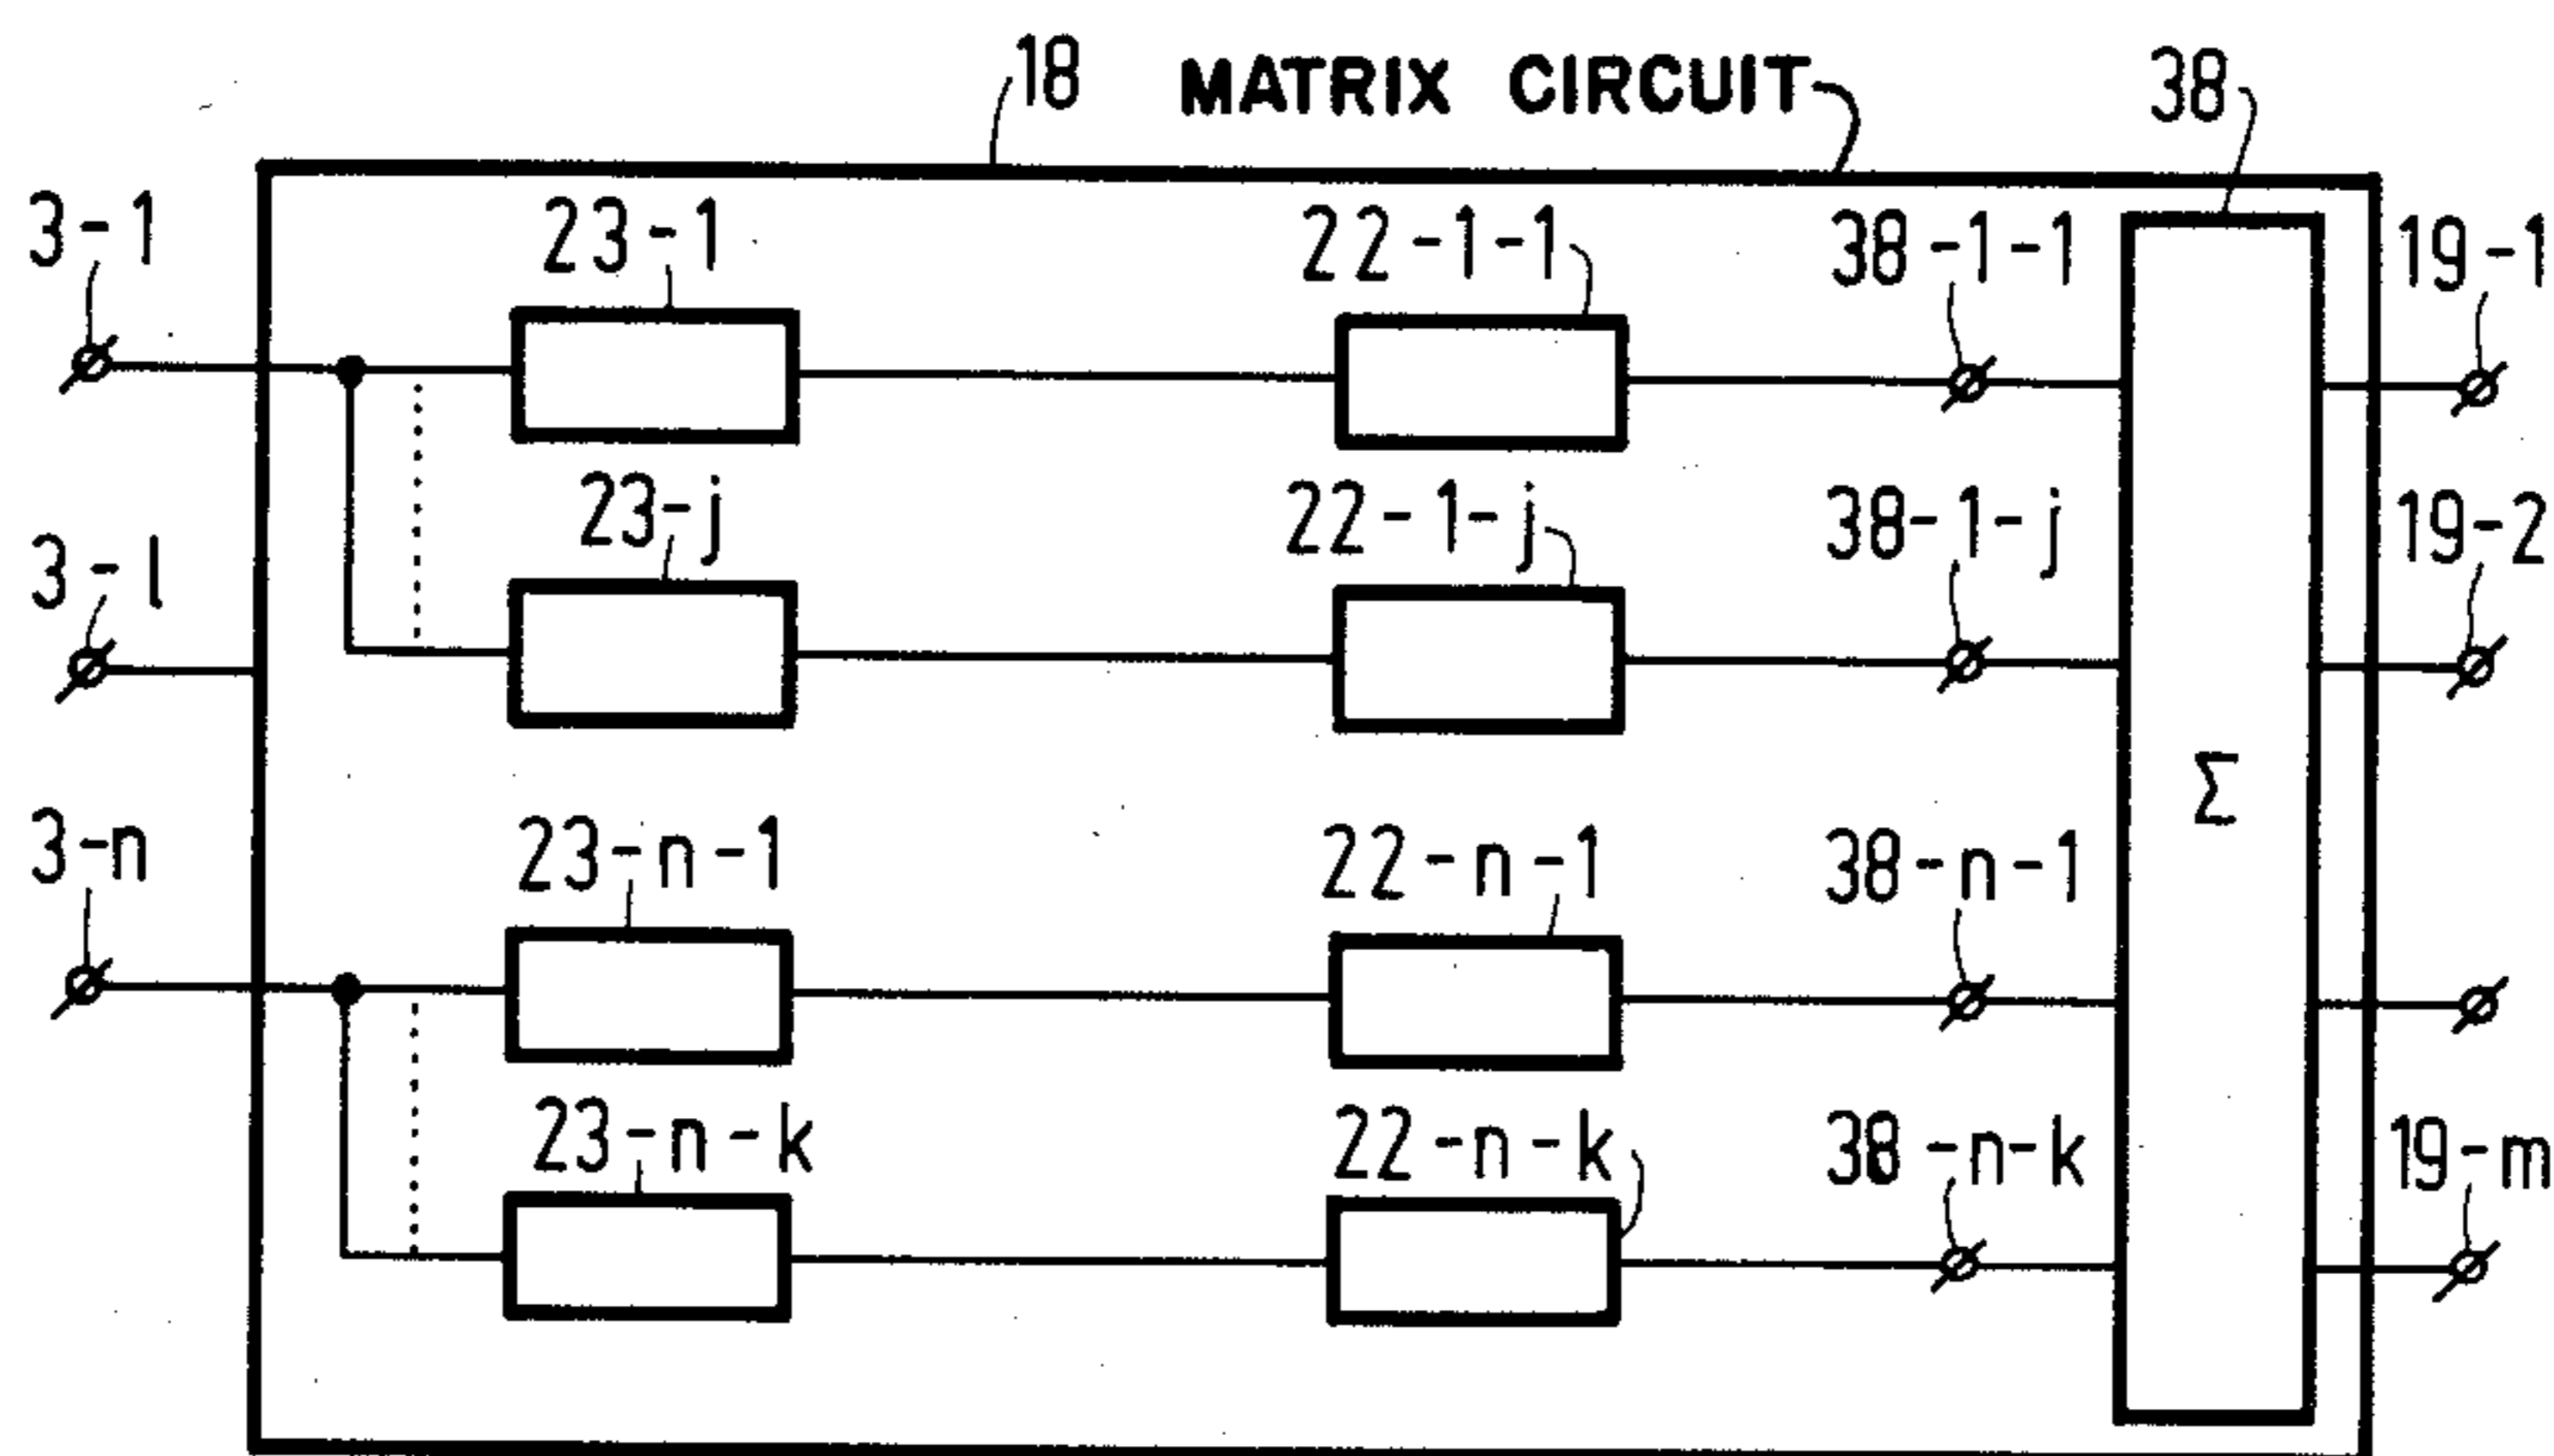 18 MATRIX CIRCUIT 38
3-1 23-1 22-1-1 38-1-1 19-1
3-l 23-j 22-1-j 38-1-j 19-2
Σ
3-n 23-n-1 22-n-1 38-n-1
23-n-k 22-n-k 38-n-k 19-m